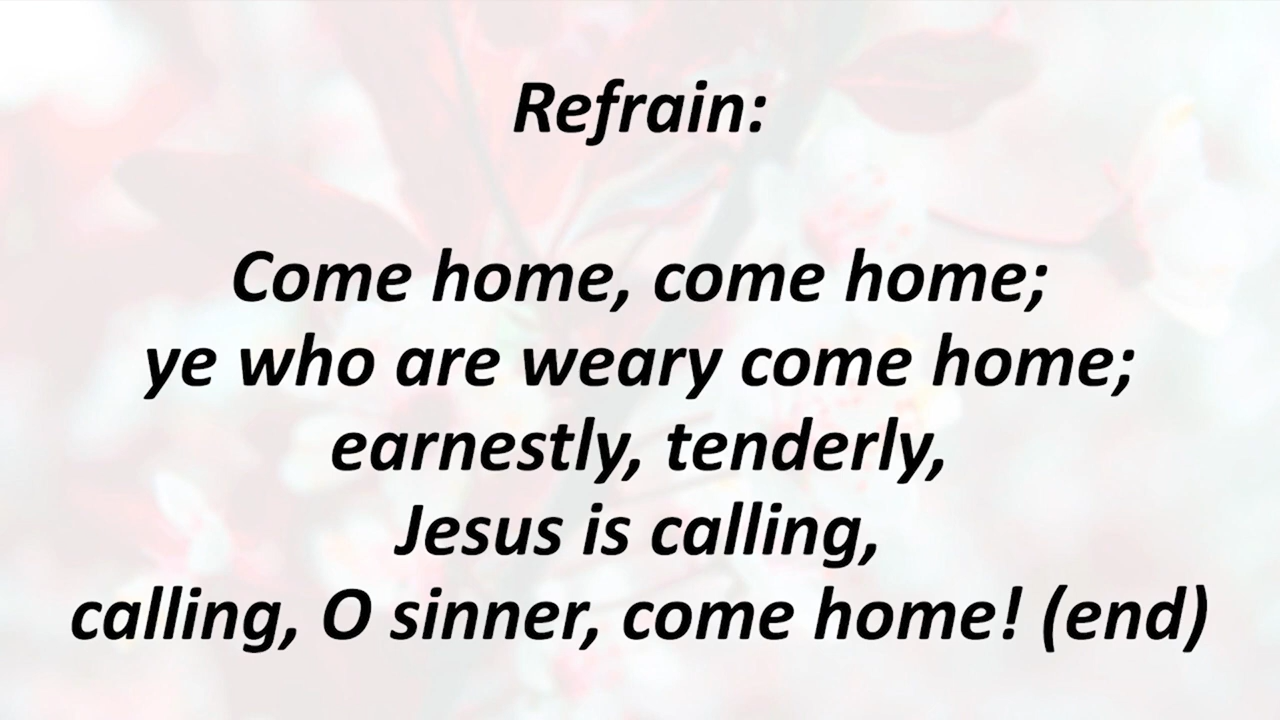 Refrain:
Come home, come home;
ye who are weary come home;
earnestly, tenderly,
Jesus is calling,
calling, O sinner, come home! (end)